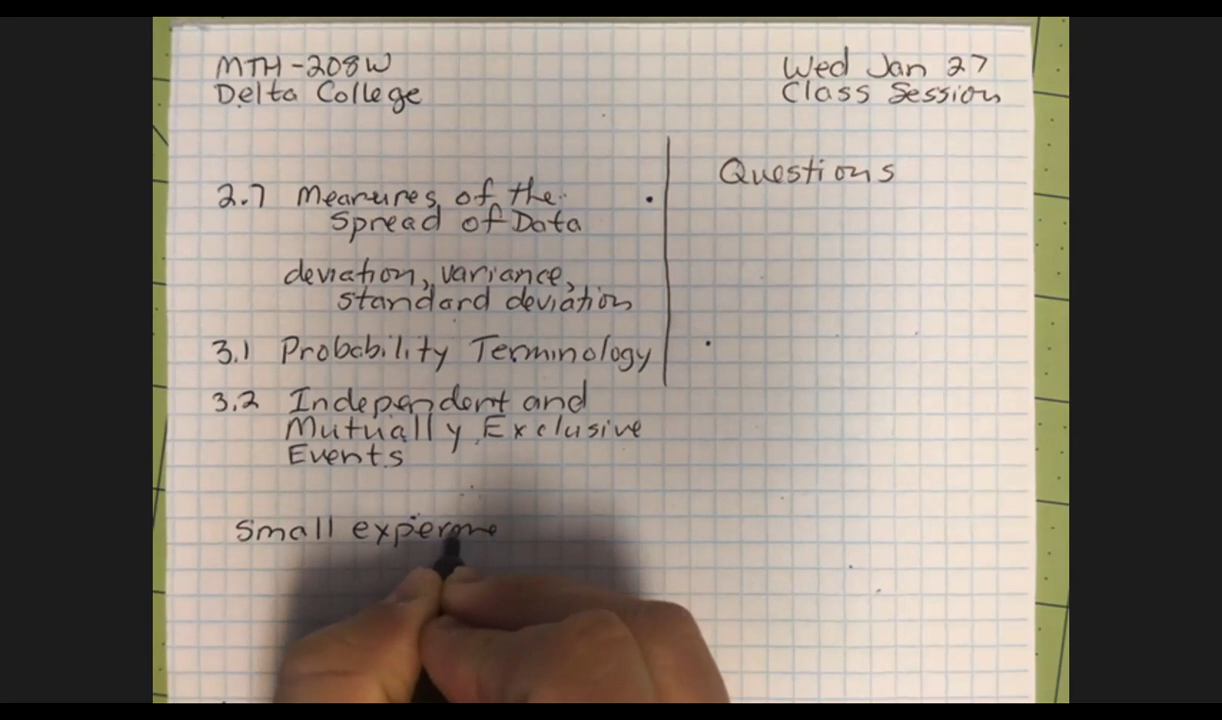 MTH-208W
Delta College
Wed Jan 27
Class Session
2.7 Measures of the
Spread of Data
deviation, variance,
standard deviation
3.1 Probability Terminology
3.2 Independent and
Mutually Exclusive
Events
Small experme
Questions